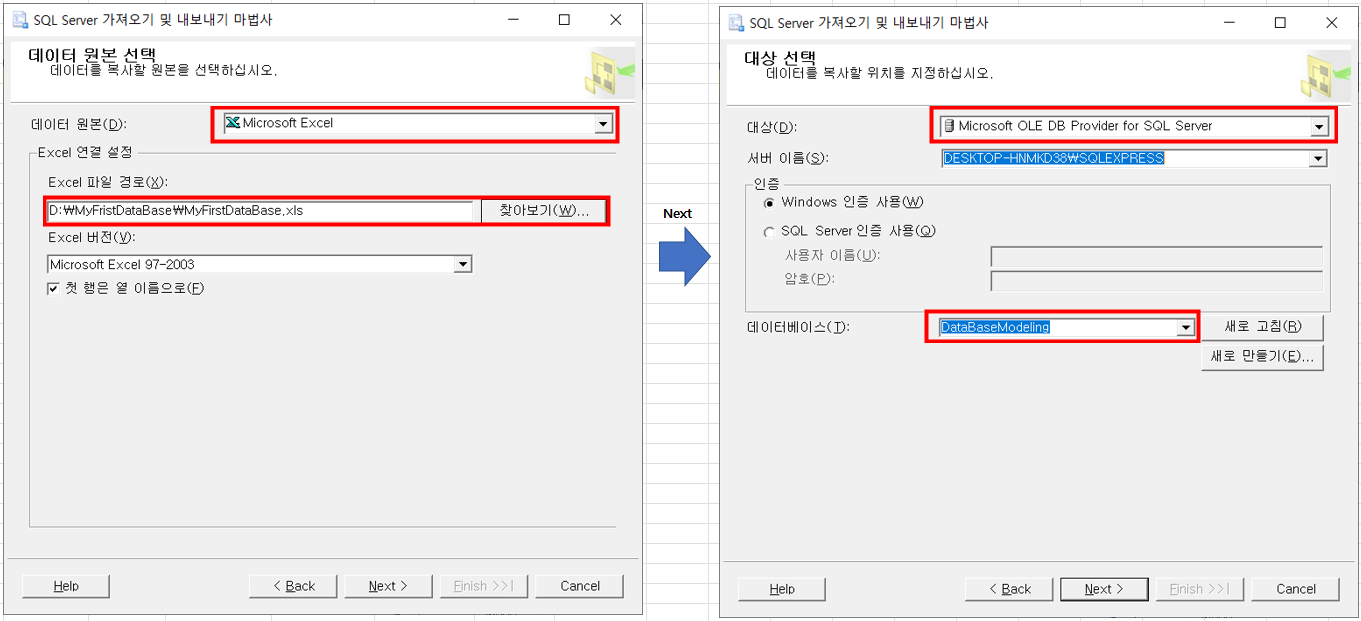 SQL Server 가져오기 및 내보내기 마법사
데이터 원본 선택
데이터를 복사할 원본을 선택하십시오.
데이터 원본(D):
Microsoft Excel
Excel 연결 설정
Excel 파일 경로(X):
D:₩MyFristDataBase₩MyFirstDataBase.xls
찾아보기(W)...
Excel 버전(V):
Microsoft Excel 97-2003
첫 행은 열 이름으로(F)
Help
< Back
Next >
Finish >>|
Cancel
Next
SQL Server 가져오기 및 내보내기 마법사
대상 선택
데이터를 복사할 위치를 지정하십시오.
대상(D):
Microsoft OLE DB Provider for SQL Server
서버 이름(S):
DESKTOP-HNMKD38₩SQLEXPRESS
인증
Windows 인증 사용(W)
SQL Server 인증 사용(Q)
사용자 이름(U):
암호(P):
데이터베이스(T):
DataBaseModeling
새로 고침(R)
새로 만들기(E)...
Help
< Back
Next >
Finish >>|
Cancel